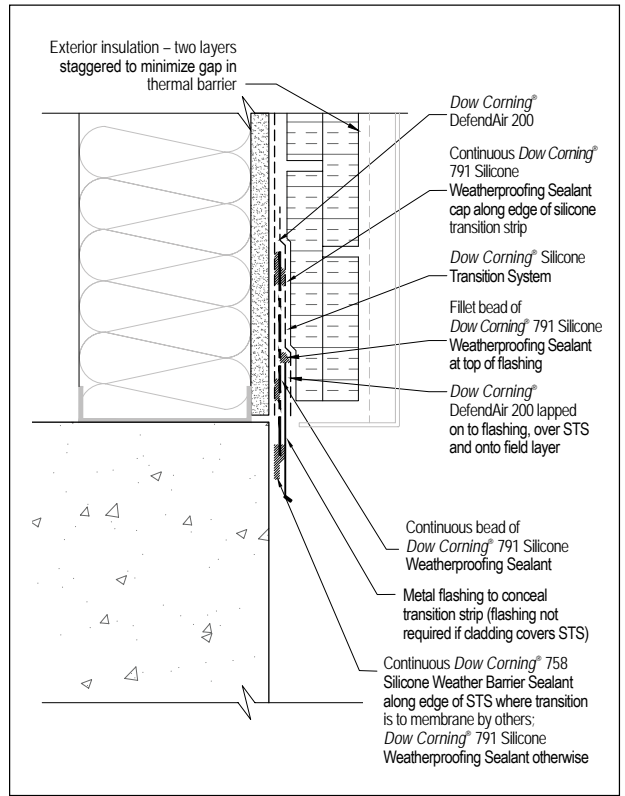 Exterior insulation – two layers
staggered to minimize gap in
thermal barrier
Dow Corning®
DefendAir 200
Continuous Dow Corning®
791 Silicone
Weatherproofing Sealant
cap along edge of silicone
transition strip
Dow Corning® Silicone
Transition System
Fillet bead of
Dow Corning® 791 Silicone
Weatherproofing Sealant
at top of flashing
Dow Corning®
DefendAir 200 lapped
on to flashing, over STS
and onto field layer
Continuous bead of
Dow Corning® 791 Silicone
Weatherproofing Sealant
Metal flashing to conceal
transition strip (flashing not
required if cladding covers STS)
Continuous Dow Corning® 758
Silicone Weather Barrier Sealant
along edge of STS where transition
is to membrane by others;
Dow Corning® 791 Silicone
Weatherproofing Sealant otherwise